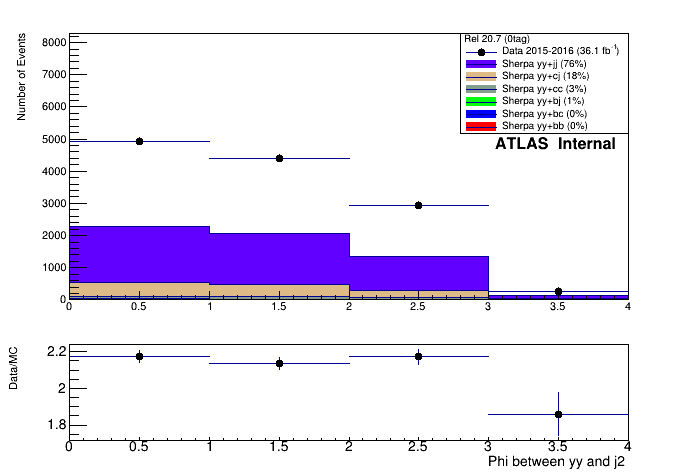 Number of Events
8000
7000
6000
5000
4000
3000
2000
1000
0
Rel 20.7 (0tag)
Data 2015-2016 (36.1 fb⁻¹)
Sherpa yy+jj (76%)
Sherpa yy+cj (18%)
Sherpa yy+cc (3%)
Sherpa yy+bj (1%)
Sherpa yy+bc (0%)
Sherpa yy+bb (0%)
ATLAS Internal
0 0.5 1 1.5 2 2.5 3 3.5 4
Data/MC
2.2
2
1.8
0 0.5 1 1.5 2 2.5 3 3.5 4
Phi between yy and j2